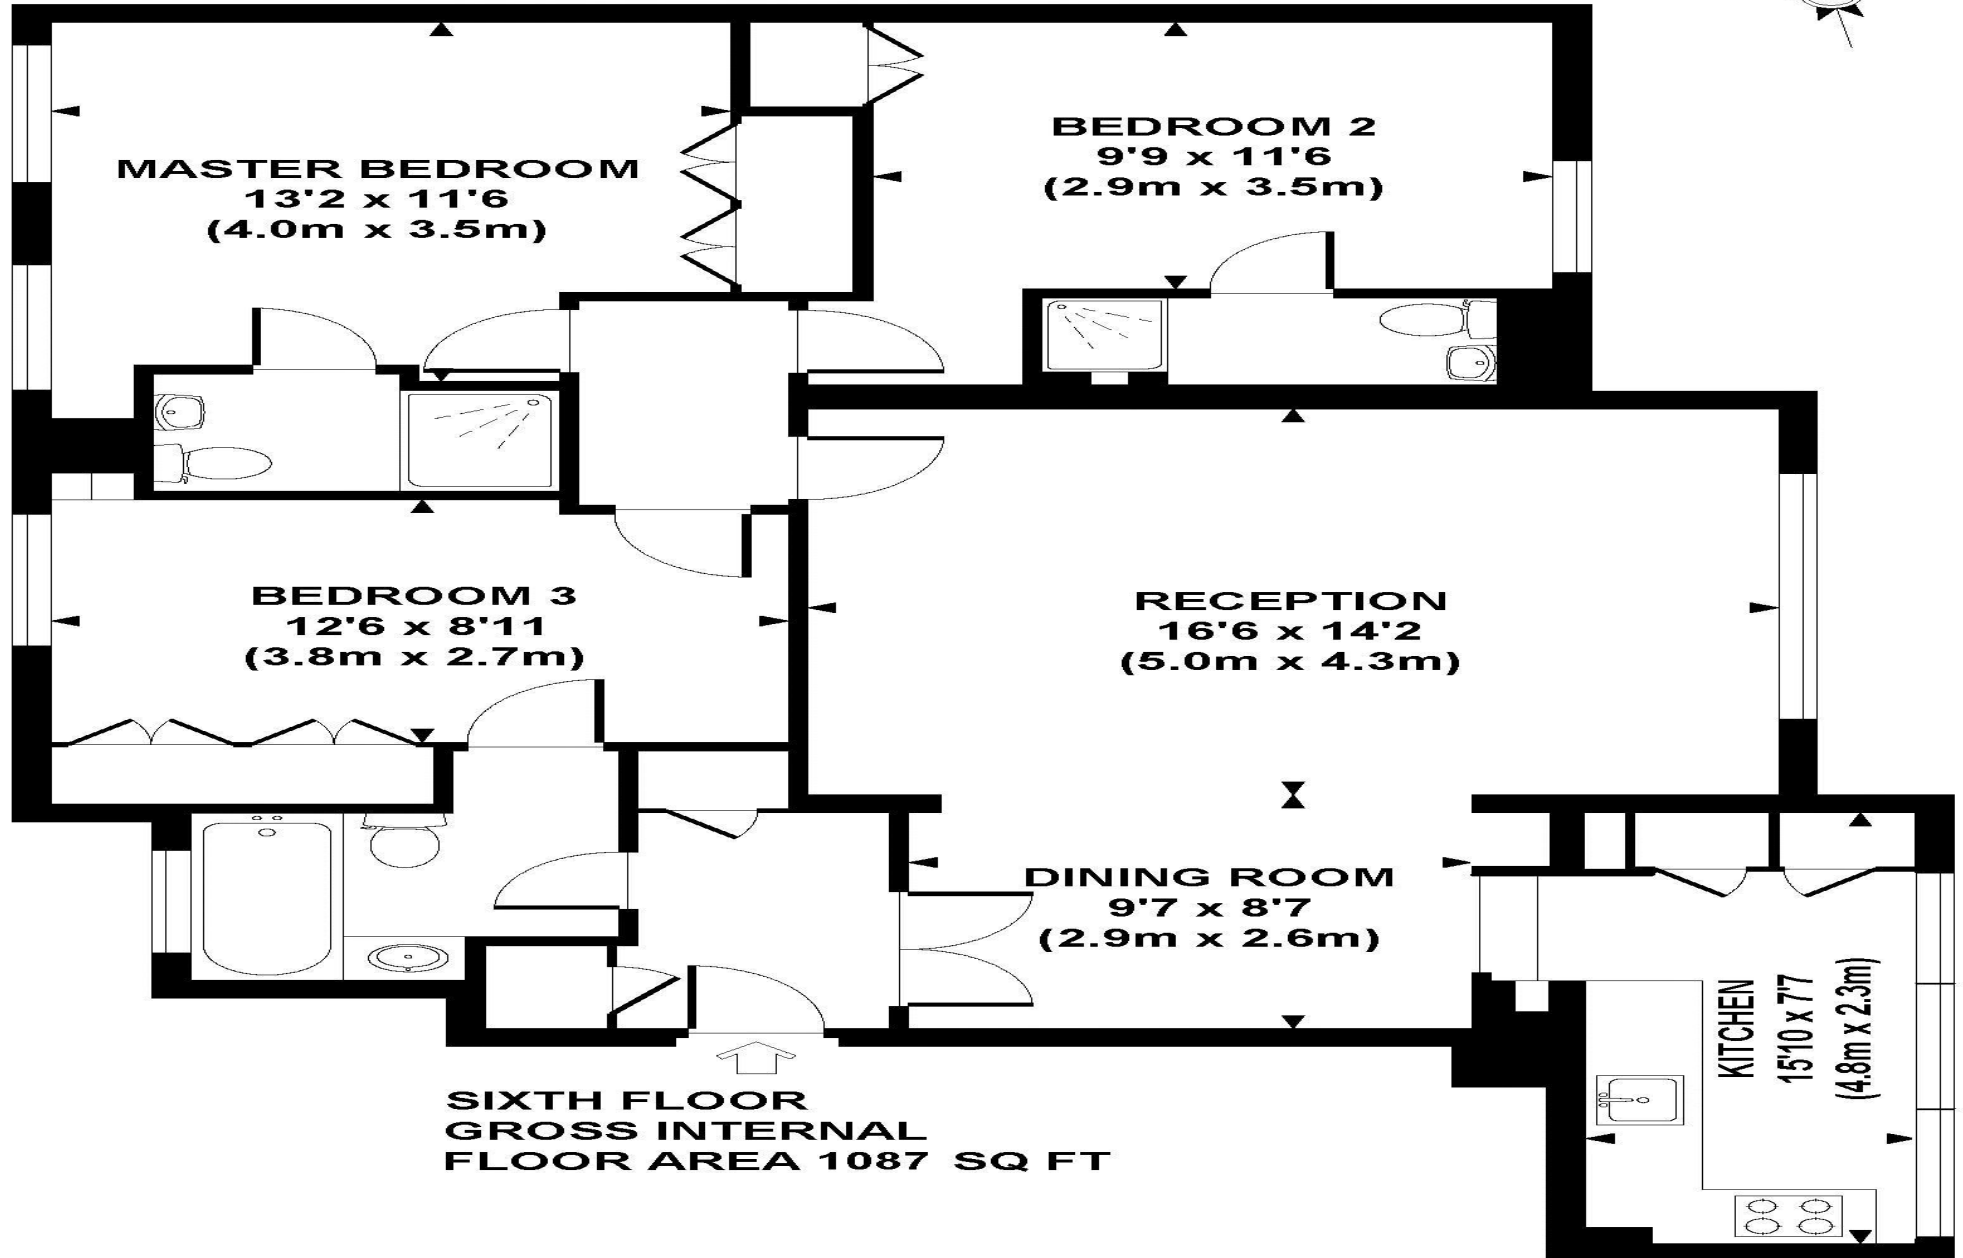 MASTER BEDROOM
13'2 x 11'6
(4.0m x 3.5m)
BEDROOM 2
9'9 x 11'6
(2.9m x 3.5m)
BEDROOM 3
12'6 x 8'11
(3.8m x 2.7m)
RECEPTION
16'6 x 14'2
(5.0m x 4.3m)
DINING ROOM
9'7 x 8'7
(2.9m x 2.6m)
KITCHEN
15'10 x 7'7
(4.8m x 2.3m)
SIXTH FLOOR
GROSS INTERNAL
FLOOR AREA 1087 SQ FT